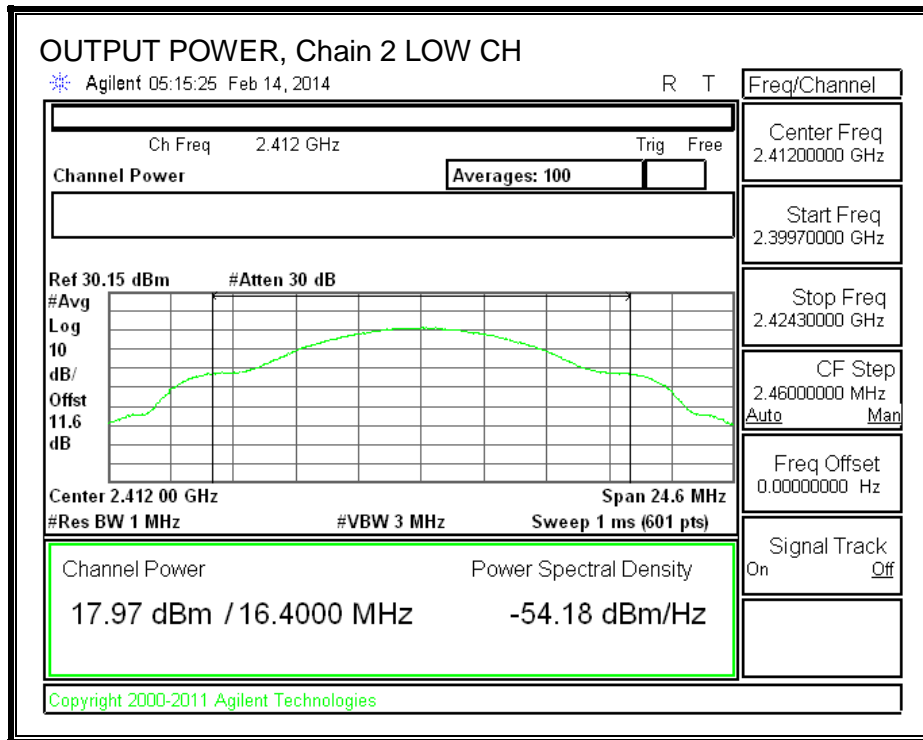 OUTPUT POWER, Chain 2 LOW CH
Agilent 05:15:25 Feb 14, 2014 R T
Freq/Channel
Ch Freq 2.412 GHz Trig Free
Channel Power Averages: 100
Ref 30.15 dBm #Atten 30 dB
#Avg
Log
10
dB/
Offst
11.6
dB
Center 2.412 00 GHz Span 24.6 MHz
#Res BW 1 MHz #VBW 3 MHz Sweep 1 ms (601 pts)
Channel Power Power Spectral Density
17.97 dBm / 16.4000 MHz -54.18 dBm/Hz
Center Freq
2.41200000 GHz
Start Freq
2.39970000 GHz
Stop Freq
2.42430000 GHz
CF Step
2.46000000 MHz
Auto Man
Freq Offset
0.00000000 Hz
Signal Track
On Off
Copyright 2000-2011 Agilent Technologies